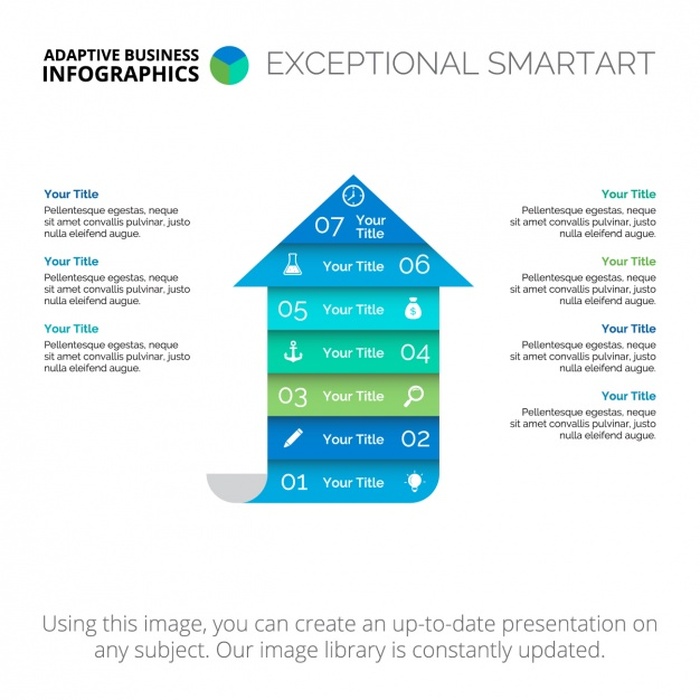 ADAPTIVE BUSINESS
INFOGRAPHICS
EXCEPTIONAL SMARTART
Your Title
Pellentesque egestas, neque
sit amet convallis pulvinar, justo
nulla eleifend augue.
Your Title
Pellentesque egestas, neque
sit amet convallis pulvinar, justo
nulla eleifend augue.
Your Title
Pellentesque egestas, neque
sit amet convallis pulvinar, justo
nulla eleifend augue.
07 Your
Title
Your Title 06
05 Your Title $
Your Title 04
03 Your Title
Your Title 02
01 Your Title
Your Title
Pellentesque egestas, neque
sit amet convallis pulvinar, justo
nulla eleifend augue.
Your Title
Pellentesque egestas, neque
sit amet convallis pulvinar, justo
nulla eleifend augue.
Your Title
Pellentesque egestas, neque
sit amet convallis pulvinar, justo
nulla eleifend augue.
Your Title
Pellentesque egestas, neque
sit amet convallis pulvinar, justo
nulla eleifend augue.
Using this image, you can create an up-to-date presentation on
any subject. Our image library is constantly updated.